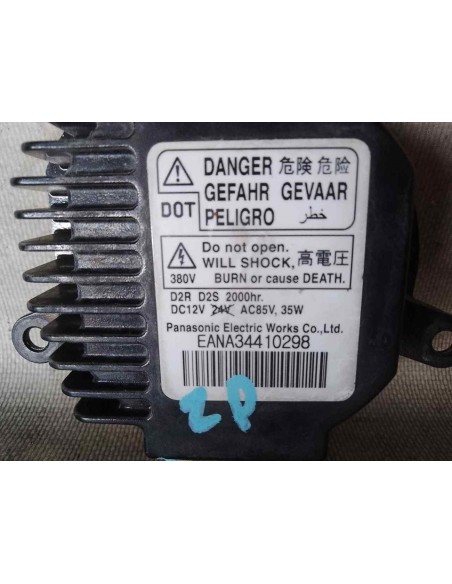 DANGER 危険 危险
GEFAHR GEVAAR
DOT PELIGRO خطر
Do not open.
WILL SHOCK, 高電圧
380V BURN or cause DEATH.
D2R D2S 2000hr.
DC12V 24V AC85V, 35W
Panasonic Electric Works Co., Ltd.
EANA34410298
2P